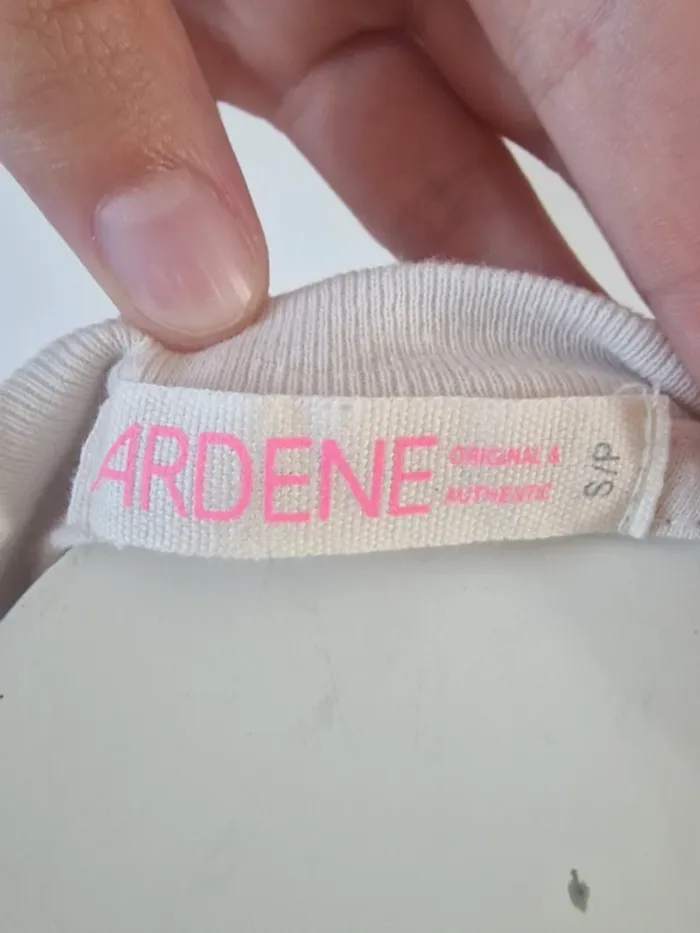 ARDENE
ORIGINAL &
AUTHENTIC
S/P